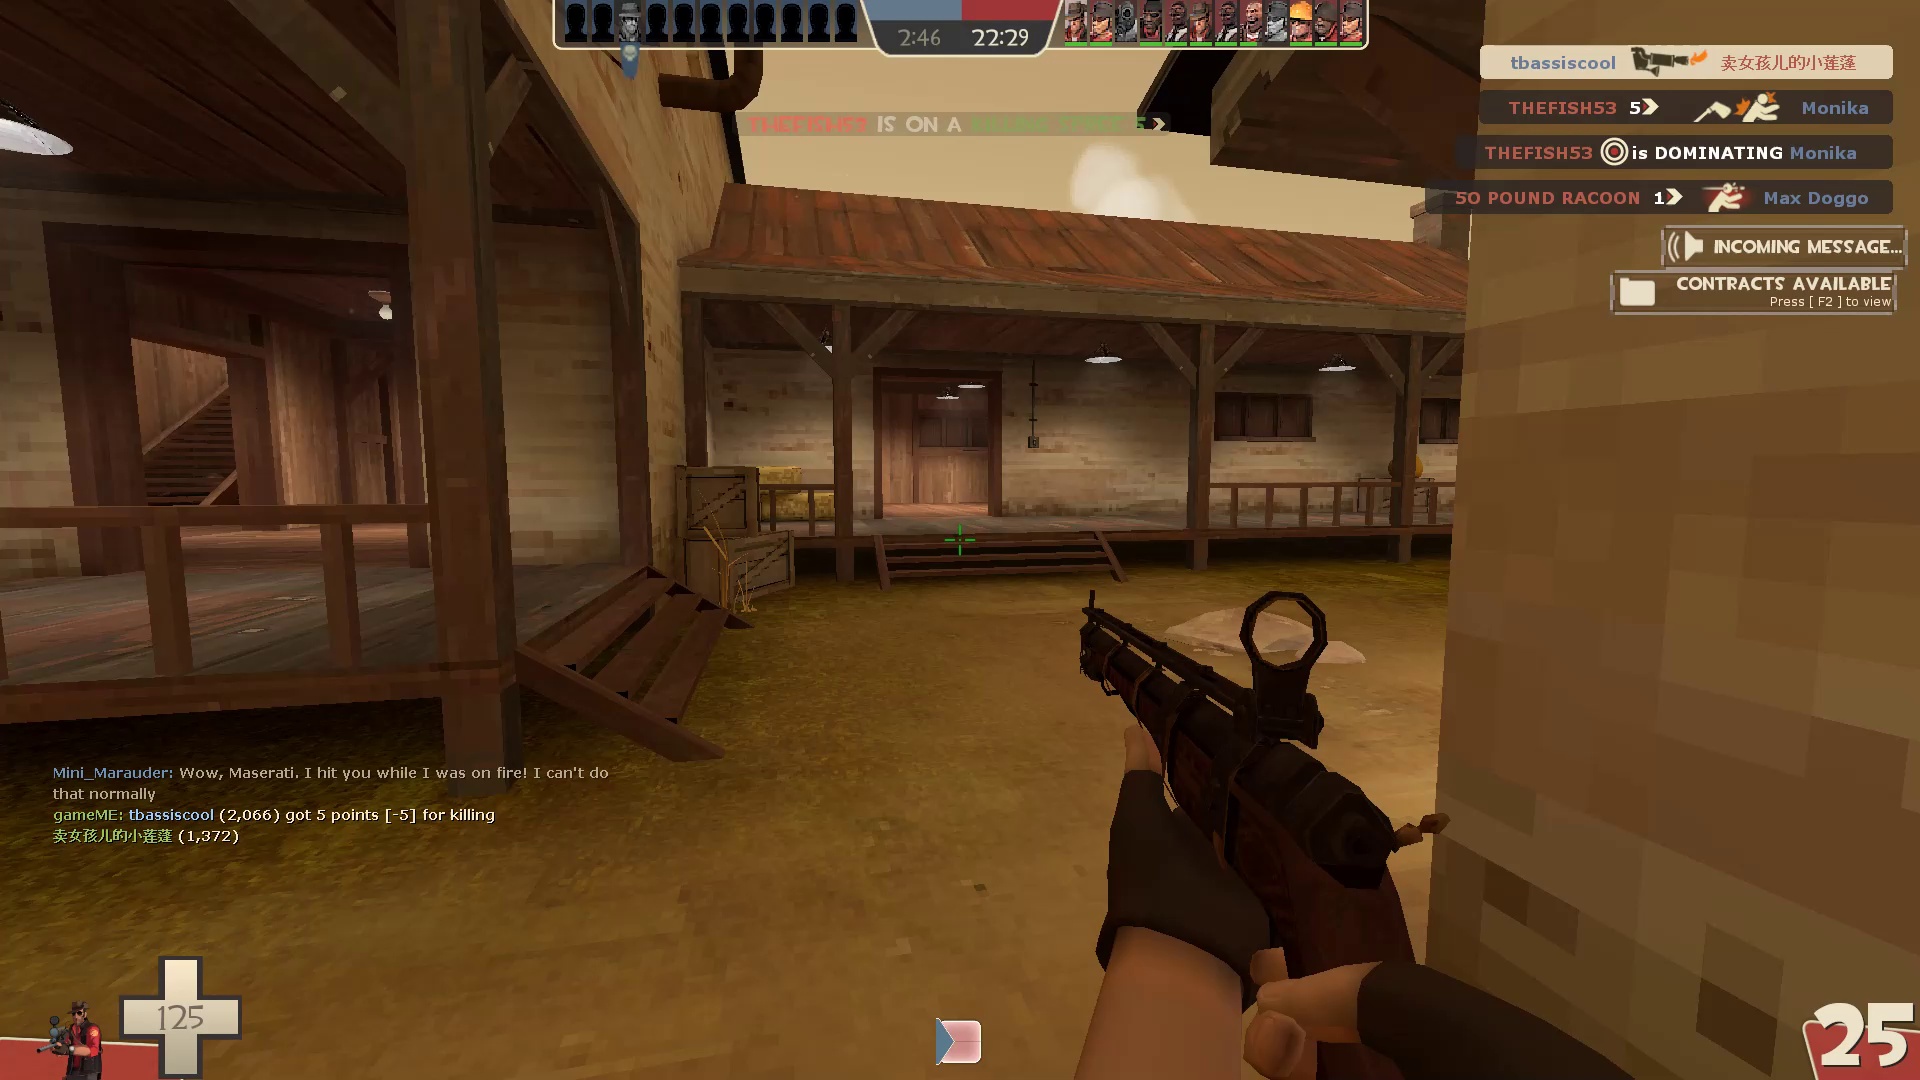 2:46 22:29
tbassiscool 卖女孩儿的小莲蓬
THEFISH53 5 Monika
THEFISH53 IS ON A KILLING STREAK 5
THEFISH53 is DOMINATING Monika
50 POUND RACOON 1 Max Doggo
INCOMING MESSAGE...
CONTRACTS AVAILABLE
Press [ F2 ] to view
Mini_Marauder: Wow, Maserati. I hit you while I was on fire! I can't do
that normally
gameME: tbassiscool (2,066) got 5 points [-5] for killing
卖女孩儿的小莲蓬 (1,372)
125
25